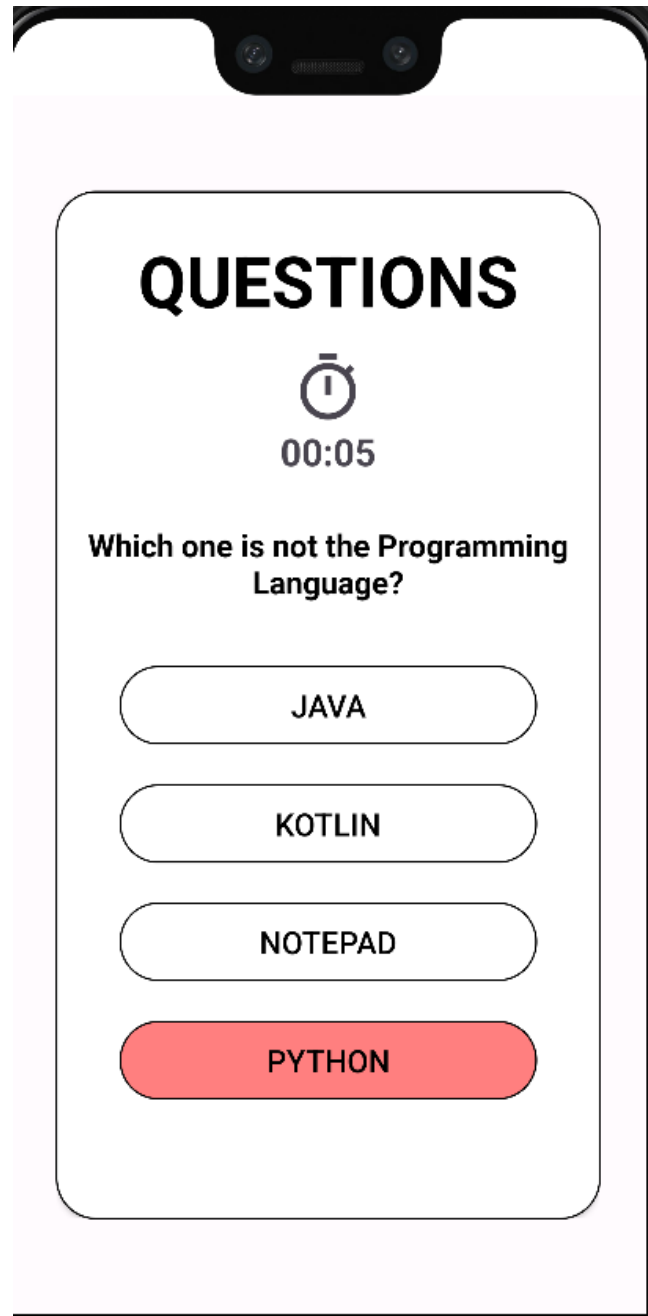 QUESTIONS
00:05
Which one is not the Programming
Language?
JAVA
KOTLIN
NOTEPAD
PYTHON